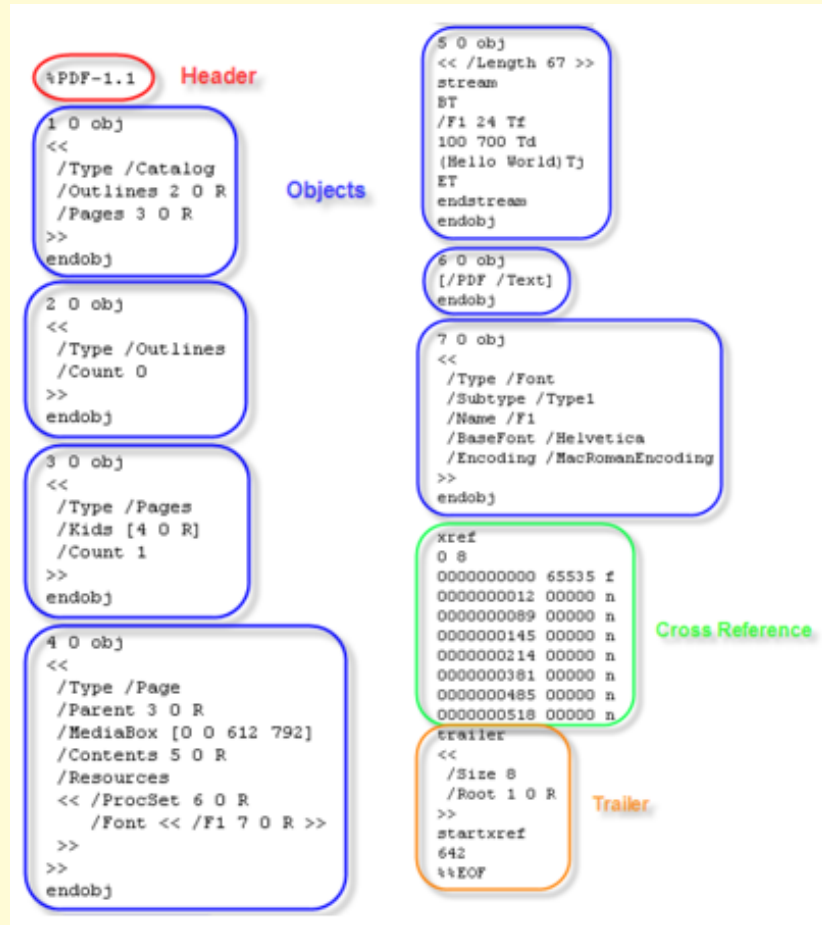 %PDF-1.1
Header
1 0 obj
<<
/Type /Catalog
/Outlines 2 0 R
/Pages 3 0 R
>>
endobj
Objects
2 0 obj
<<
/Type /Outlines
/Count 0
>>
endobj
3 0 obj
<<
/Type /Pages
/Kids [4 0 R]
/Count 1
>>
endobj
4 0 obj
<<
/Type /Page
/Parent 3 0 R
/MediaBox [0 0 612 792]
/Contents 5 0 R
/Resources
<< /ProcSet 6 0 R
/Font << /F1 7 0 R >>
>>
>>
endobj
5 0 obj
<< /Length 67 >>
stream
BT
/F1 24 Tf
100 700 Td
(Hello World)Tj
ET
endstream
endobj
6 0 obj
[/PDF /Text]
endobj
7 0 obj
<<
/Type /Font
/Subtype /Type1
/Name /F1
/BaseFont /Helvetica
/Encoding /MacRomanEncoding
>>
endobj
xref
0 8
0000000000 65535 f
0000000012 00000 n
0000000089 00000 n
0000000145 00000 n
0000000214 00000 n
0000000381 00000 n
0000000485 00000 n
0000000518 00000 n
Cross Reference
trailer
<<
/Size 8
/Root 1 0 R
>>
startxref
642
%%EOF
Trailer